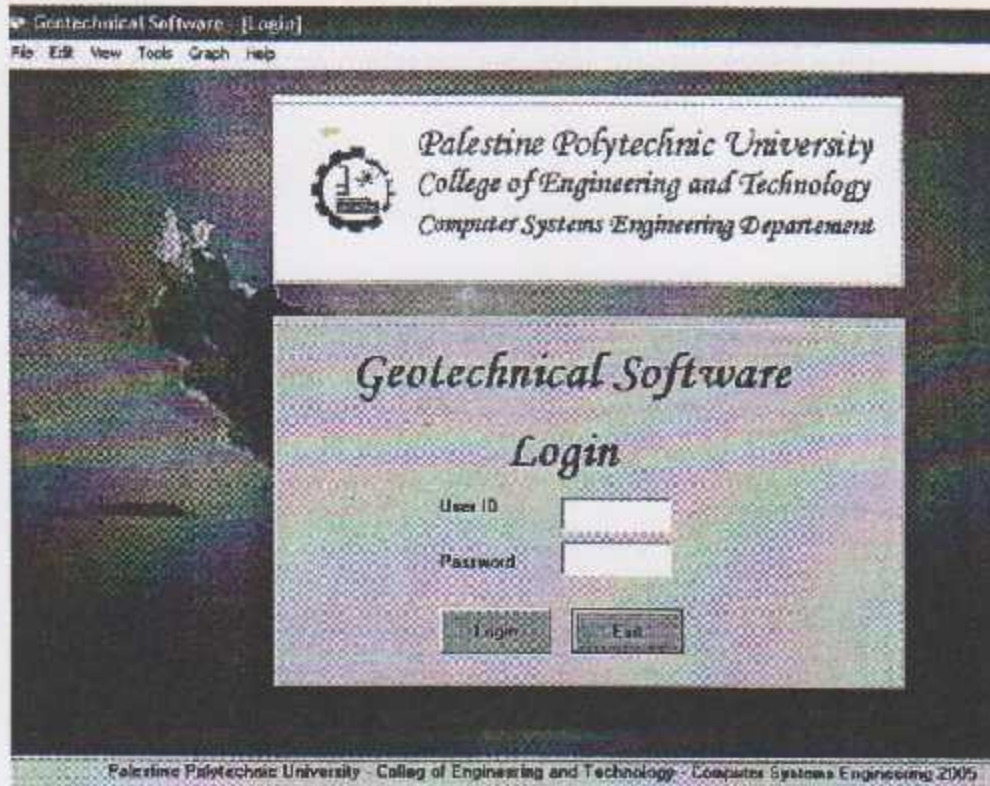 Geotechnical Software - [Login]
File Edit View Tools Graph Help
Palestine Polytechnic University
College of Engineering and Technology
Computer Systems Engineering Departement
Geotechnical Software
Login
User ID
Password
Login Exit
Palestine Polytechnic University - Colleg of Engineering and Technology - Computer Systems Engineering 2005